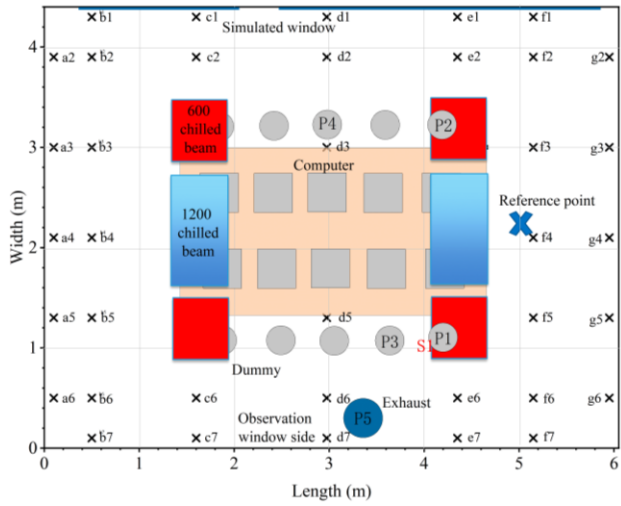 b1 c1 d1 e1 f1
Simulated window
4
a2 b2 c2 d2 e2 f2 g2
600
chilled
beam
P4 P2
3
a3 b3 d3 f3 g3
Computer
1200
chilled
beam
Reference point
Width (m)
2
a4 b4 f4 g4
a5 b5 d5 f5 g5
1
P3 S1 P1
Dummy
a6 b6 c6 d6 e6 f6 g6
Exhaust
P5
Observation
window side
b7 c7 d7 e7 f7
0
0 1 2 3 4 5 6
Length (m)